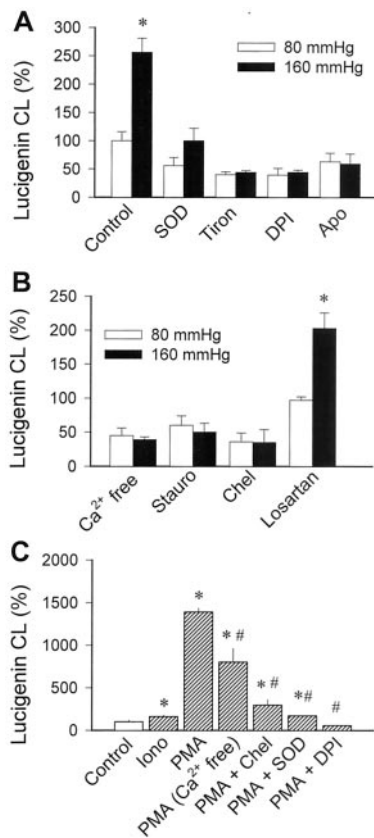 A
Lucigenin CL (%)
300
250
200
150
100
50
0
*
80 mmHg
160 mmHg
Control
SOD
Tiron
DPI
Apo
B
Lucigenin CL (%)
250
200
150
100
50
0
80 mmHg
160 mmHg
*
Ca²⁺ free
Stauro
Chel
Losartan
C
Lucigenin CL (%)
2000
1500
1000
500
0
*
*
* #
* #
*#
#
Control
Iono
PMA
PMA (Ca²⁺ free)
PMA + Chel
PMA + SOD
PMA + DPI